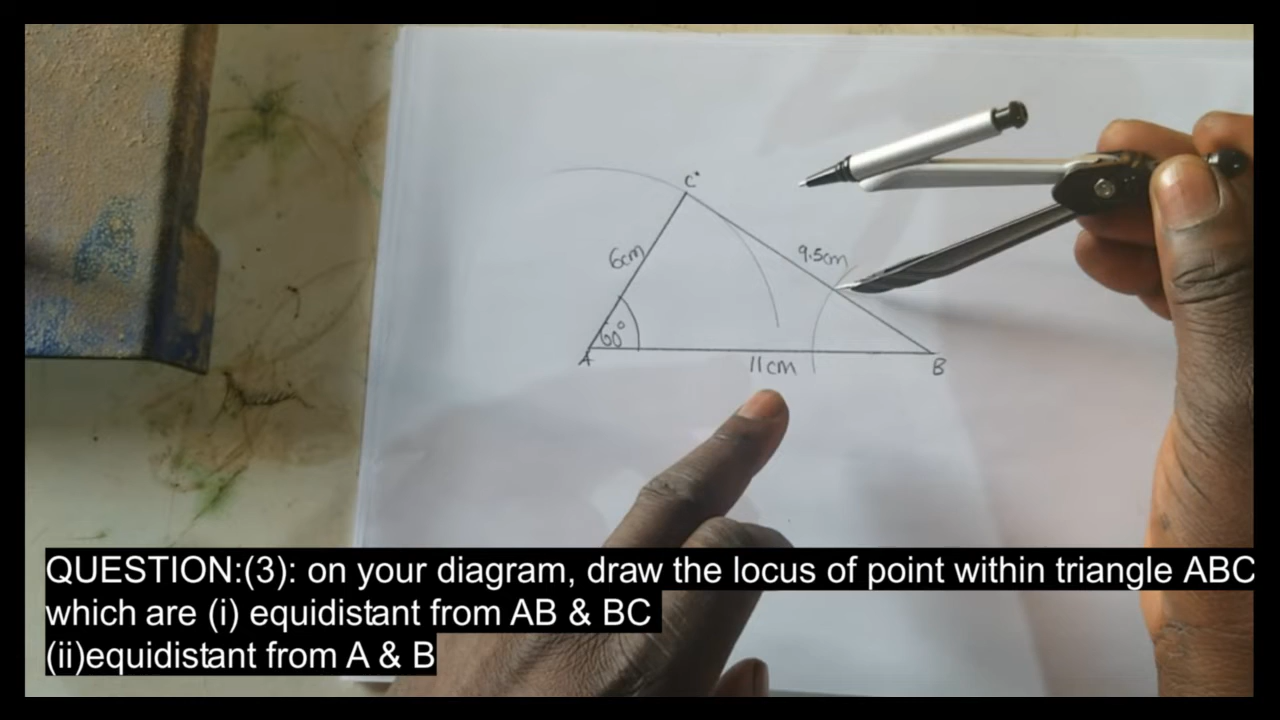 C
6cm
9.5cm
60°
A
B
11cm
QUESTION:(3): on your diagram, draw the locus of point within triangle ABC
which are (i) equidistant from AB & BC
(ii)equidistant from A & B